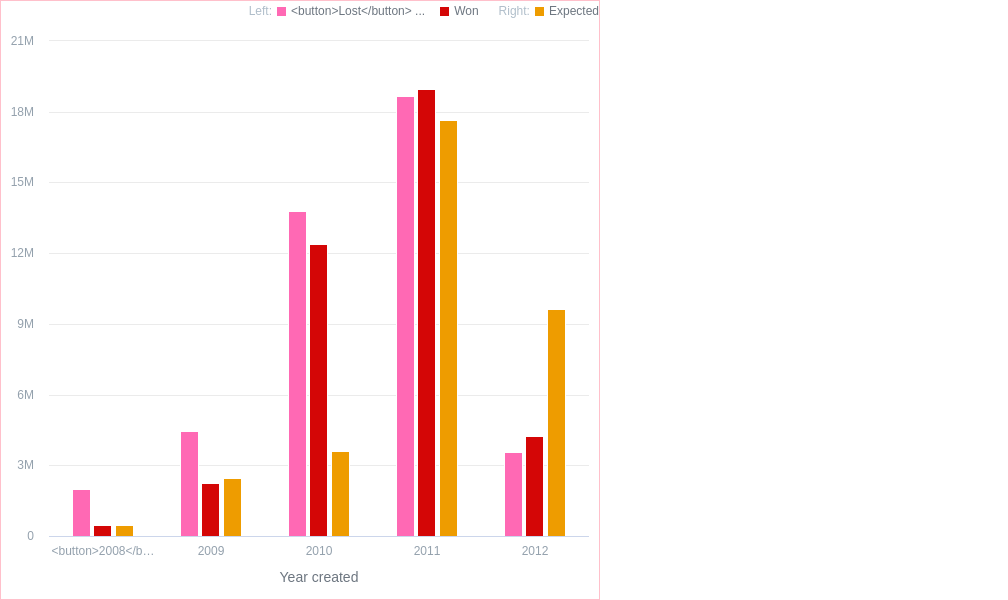 Left: <button>Lost</button> ... Won Right: Expected
21M
18M
15M
12M
9M
6M
3M
0
<button>2008</b... 2009 2010 2011 2012
Year created